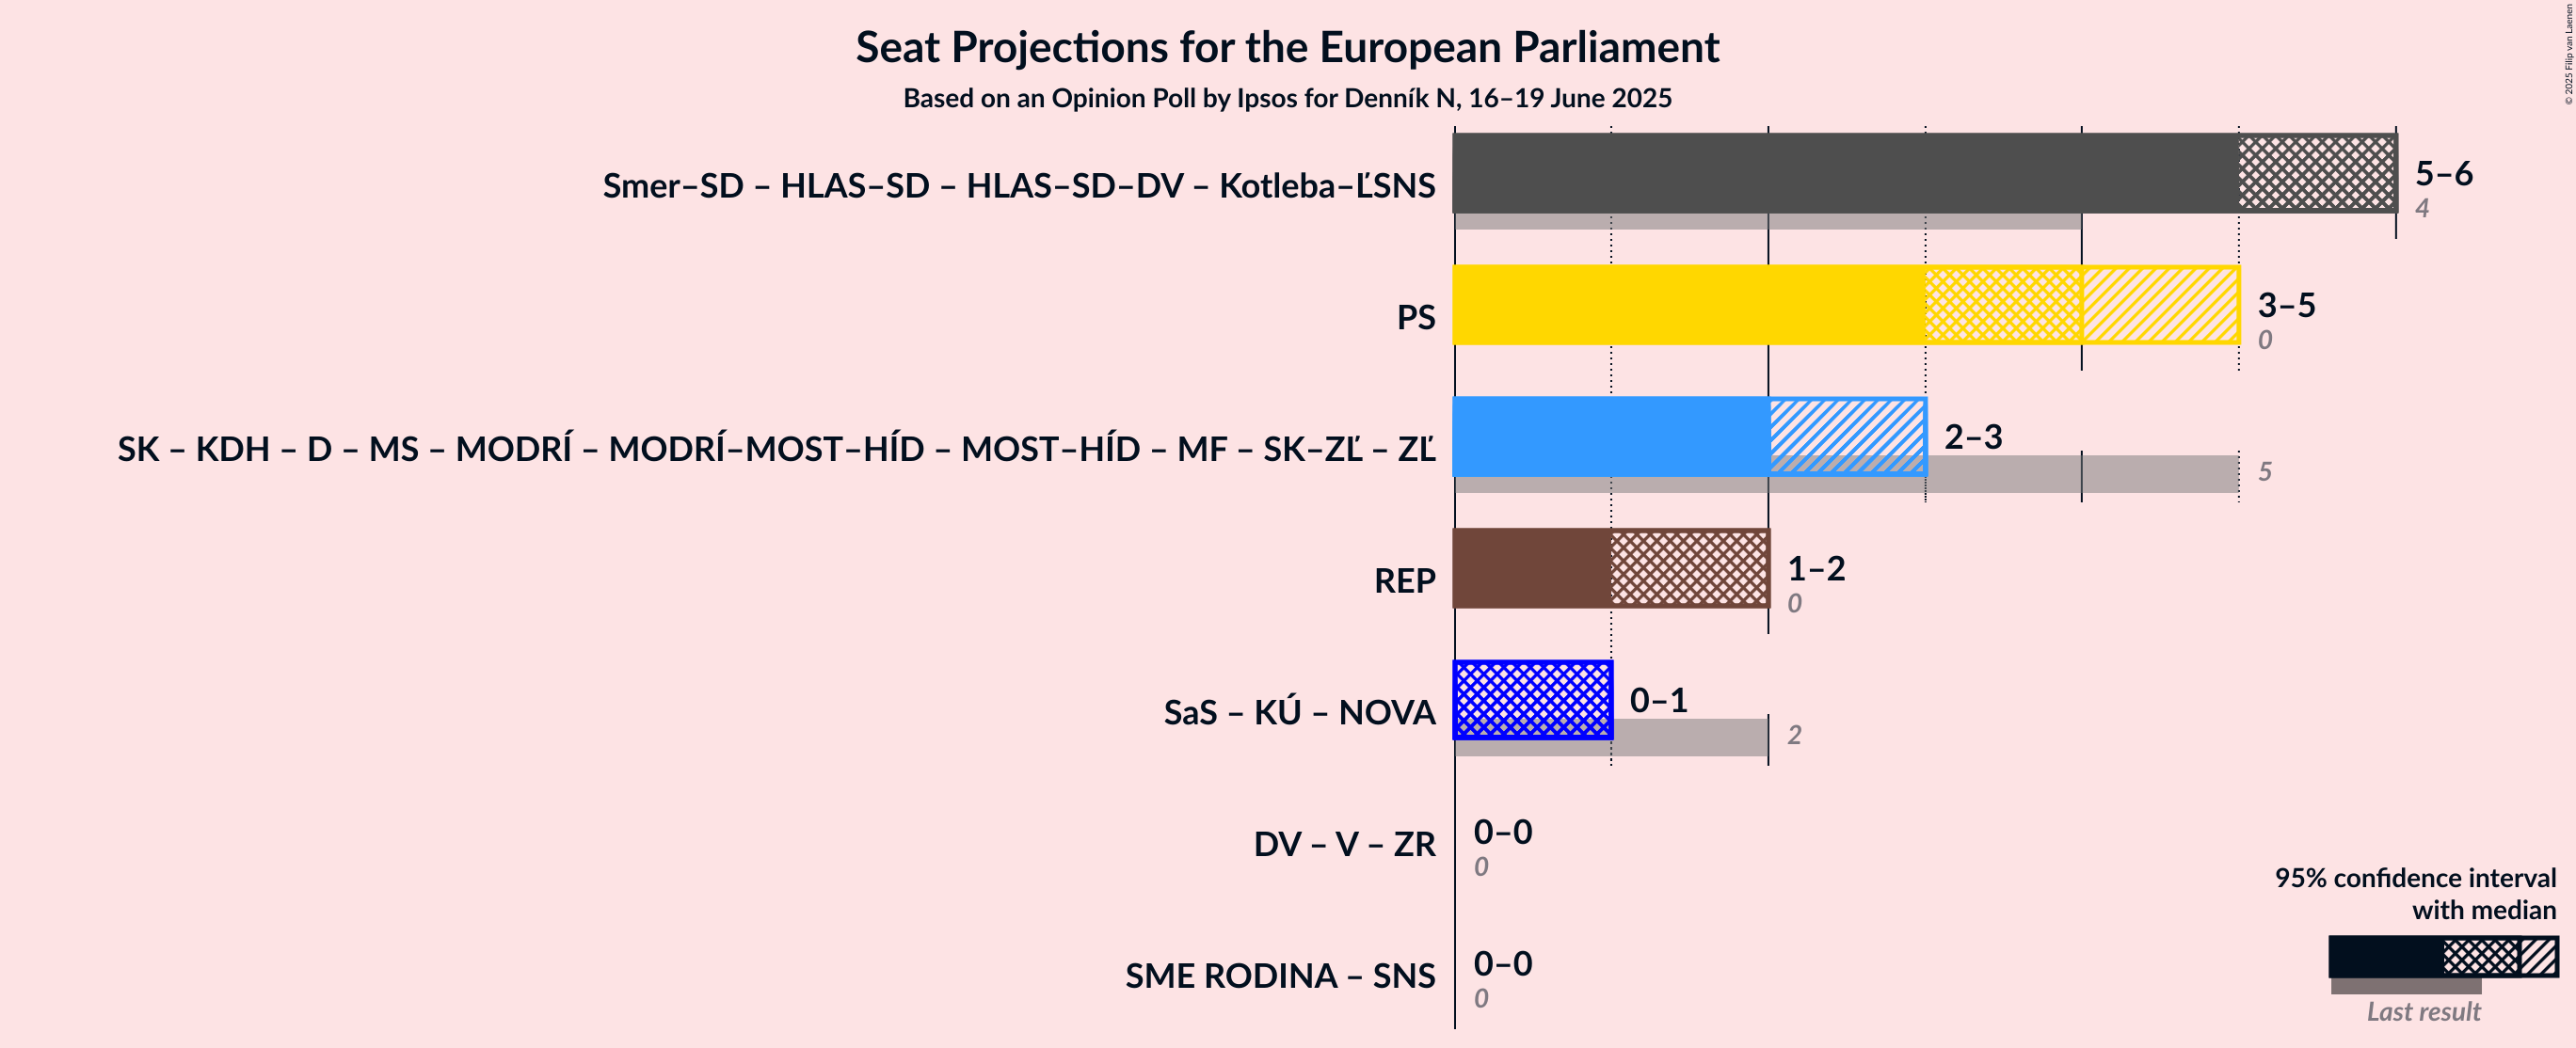 Seat Projections for the European Parliament
Based on an Opinion Poll by Ipsos for Denník N, 16–19 June 2025
© 2025 Filip van Laenen
Smer–SD – HLAS–SD – HLAS–SD–DV – Kotleba–ĽSNS
5–6
4
PS
3–5
0
SK – KDH – D – MS – MODRÍ – MODRÍ–MOST–HÍD – MOST–HÍD – MF – SK–ZĽ – ZĽ
2–3
5
REP
1–2
0
SaS – KÚ – NOVA
0–1
2
DV – V – ZR
0–0
0
SME RODINA – SNS
0–0
0
95% confidence interval
with median
Last result